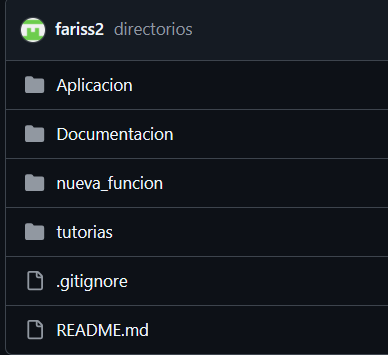 fariss2 directorios
Aplicacion
Documentacion
nueva_funcion
tutorias
.gitignore
README.md